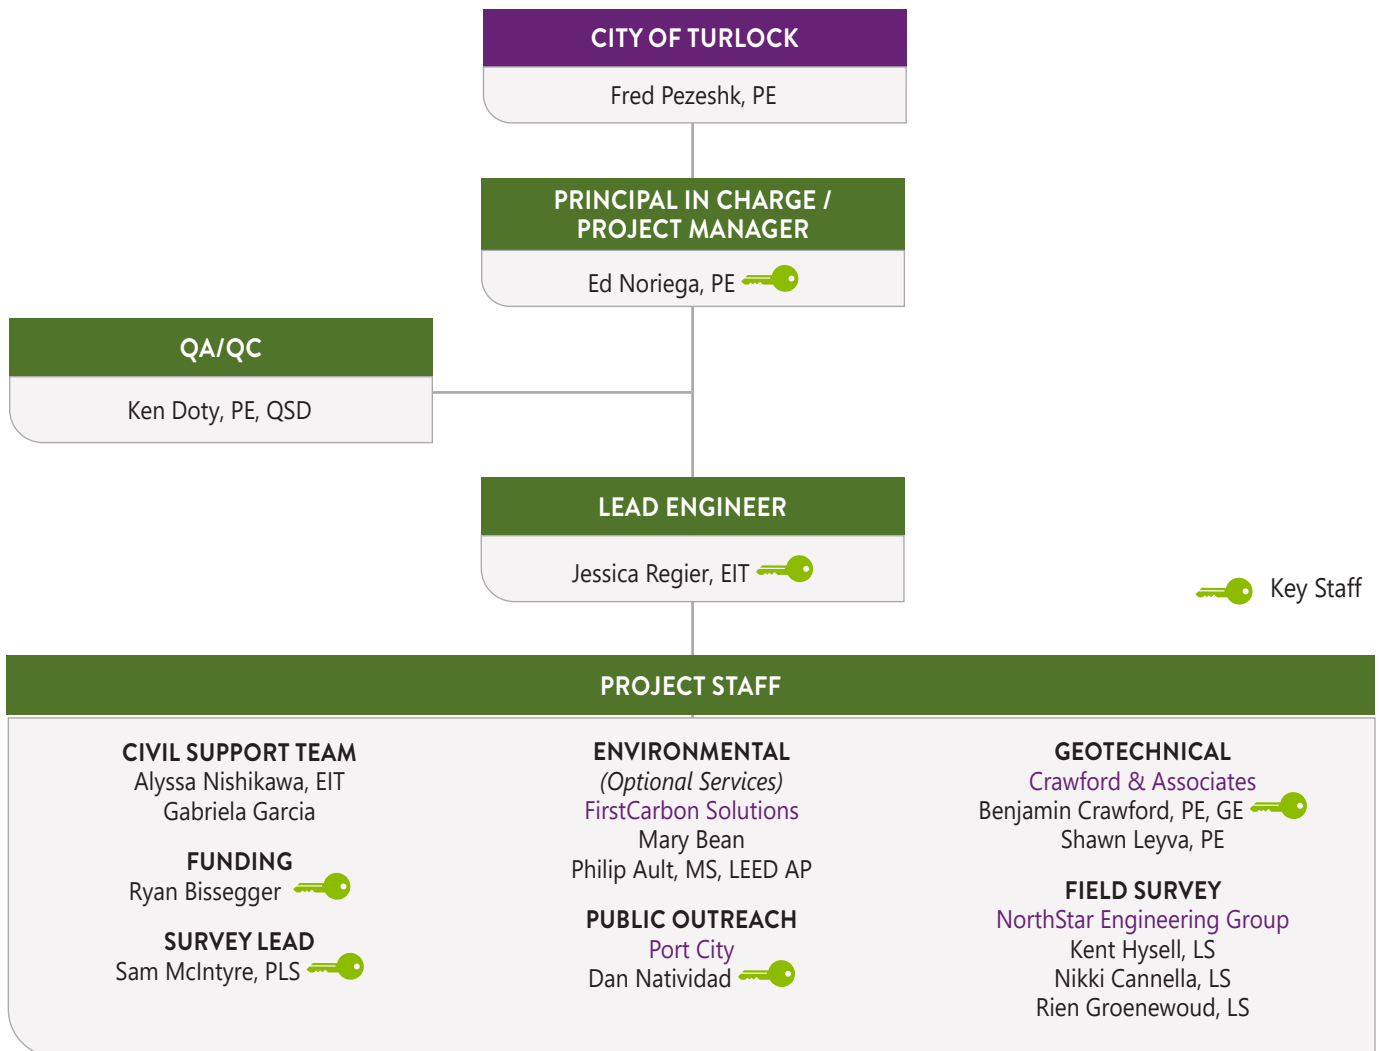 CITY OF TURLOCK
Fred Pezeshk, PE
PRINCIPAL IN CHARGE /
PROJECT MANAGER
Ed Noriega, PE
QA/QC
Ken Doty, PE, QSD
LEAD ENGINEER
Jessica Regier, EIT
Key Staff
PROJECT STAFF
CIVIL SUPPORT TEAM
Alyssa Nishikawa, EIT
Gabriela Garcia
FUNDING
Ryan Bissegger
SURVEY LEAD
Sam McIntyre, PLS
ENVIRONMENTAL
(Optional Services)
FirstCarbon Solutions
Mary Bean
Philip Ault, MS, LEED AP
PUBLIC OUTREACH
Port City
Dan Natividad
GEOTECHNICAL
Crawford & Associates
Benjamin Crawford, PE, GE
Shawn Leyva, PE
FIELD SURVEY
NorthStar Engineering Group
Kent Hysell, LS
Nikki Cannella, LS
Rien Groenewoud, LS